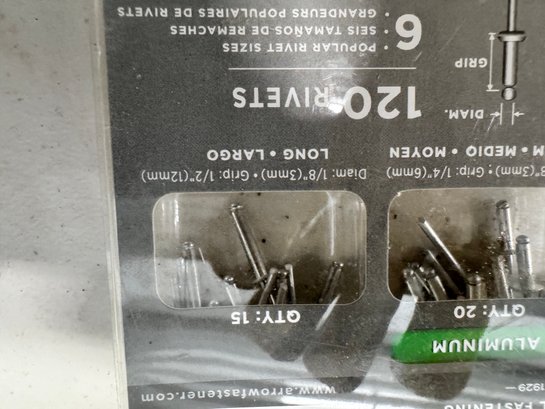 FASTENING
1929—
www.arrowfastener.com
ALUMINUM
QTY: 20
QTY: 15
(3mm) • Grip: 1/4"(6mm)
Diam: 1/8"(3mm) • Grip: 1/2"(12mm)
M • MEDIO • MOYEN
LONG • LARGO
DIAM.
120 RIVETS
GRIP
6
• POPULAR RIVET SIZES
• SEIS TAMAÑOS DE REMACHES
• GRANDEURS POPULAIRES DE RIVETS